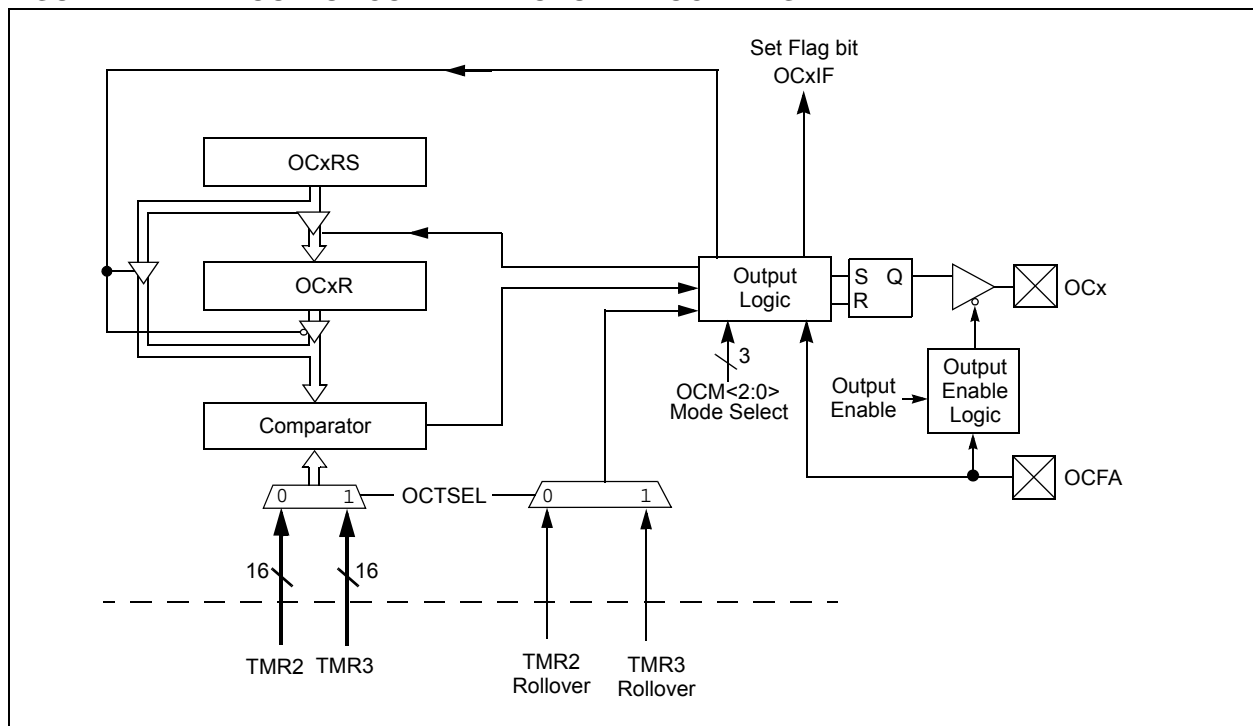 Set Flag bit
OCxIF
OCxRS
OCxR
Output
Logic
S Q
R
OCx
3
OCM<2:0>
Mode Select
Output
Enable
Output
Enable
Logic
Comparator
OCFA
0 1
OCTSEL
0 1
16
16
TMR2
TMR3
TMR2
Rollover
TMR3
Rollover